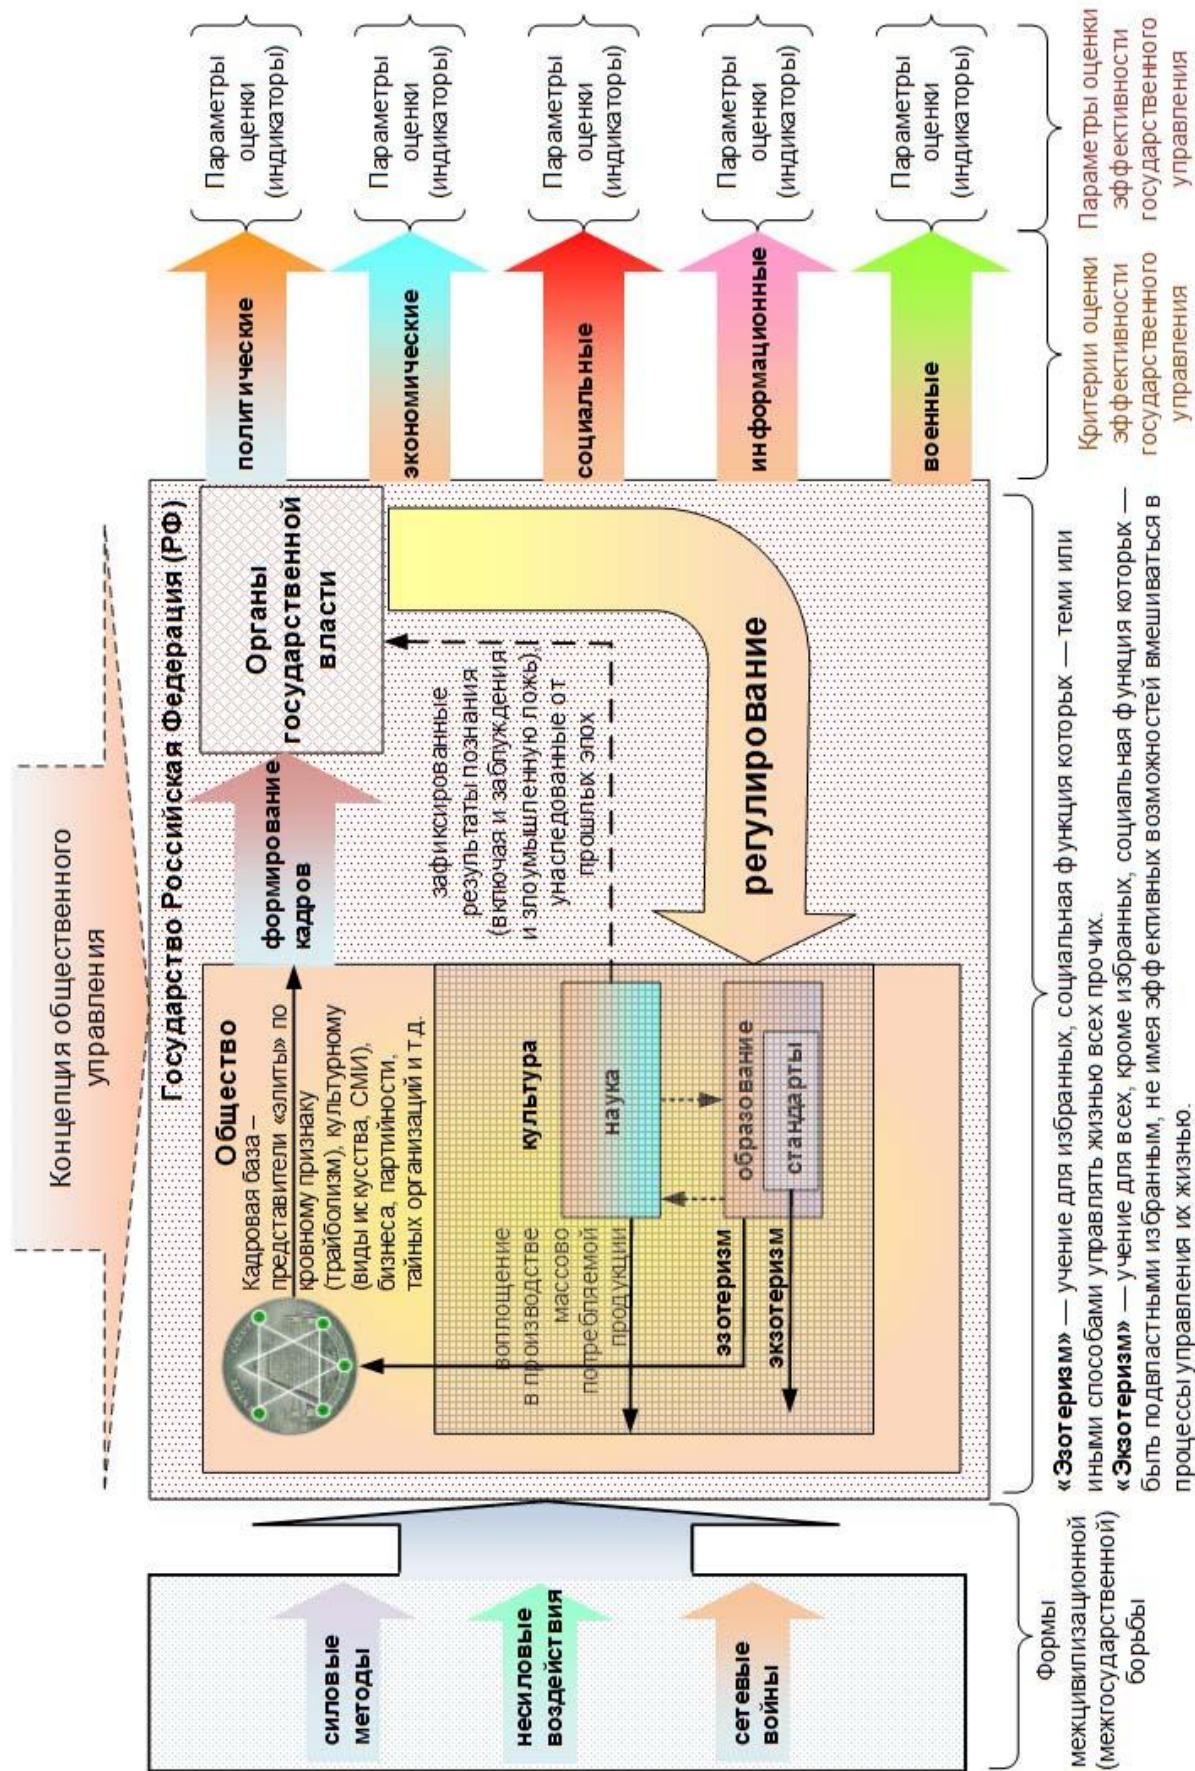 Концепция общественного
управления
Государство Российская Федерация (РФ)
силовые
методы
несиловые
воздействия
сетевые
войны
Общество
Кадровая база –
представители «элиты» по
кровному признаку
(трайболизм), культурному
(виды искусства, СМИ),
бизнеса, партийности,
тайных организаций и т.д.
формирование
кадров
Органы
государственной
власти
зафиксированные
результаты познания
(включая и заблуждения
и злоумышленную ложь),
унаследованные от
прошлых эпох
культура
наука
воплощение
в производстве
массово
потребляемой
продукции
образование
стандарты
эзотеризм
экзотеризм
регулирование
политические
экономические
социальные
информационные
военные
Параметры
оценки
(индикаторы)
Параметры
оценки
(индикаторы)
Параметры
оценки
(индикаторы)
Параметры
оценки
(индикаторы)
Параметры
оценки
(индикаторы)
Формы
межцивилизационной
(межгосударственной)
борьбы
«Эзотеризм» — учение для избранных, социальная функция которых — теми или
иными способами управлять жизнью всех прочих.
«Экзотеризм» — учение для всех, кроме избранных, социальная функция которых —
быть подвластными избранным, не имея эффективных возможностей вмешиваться в
процессы управления их жизнью.
Критерии оценки
эффективности
государственного
управления
Параметры оценки
эффективности
государственного
управления